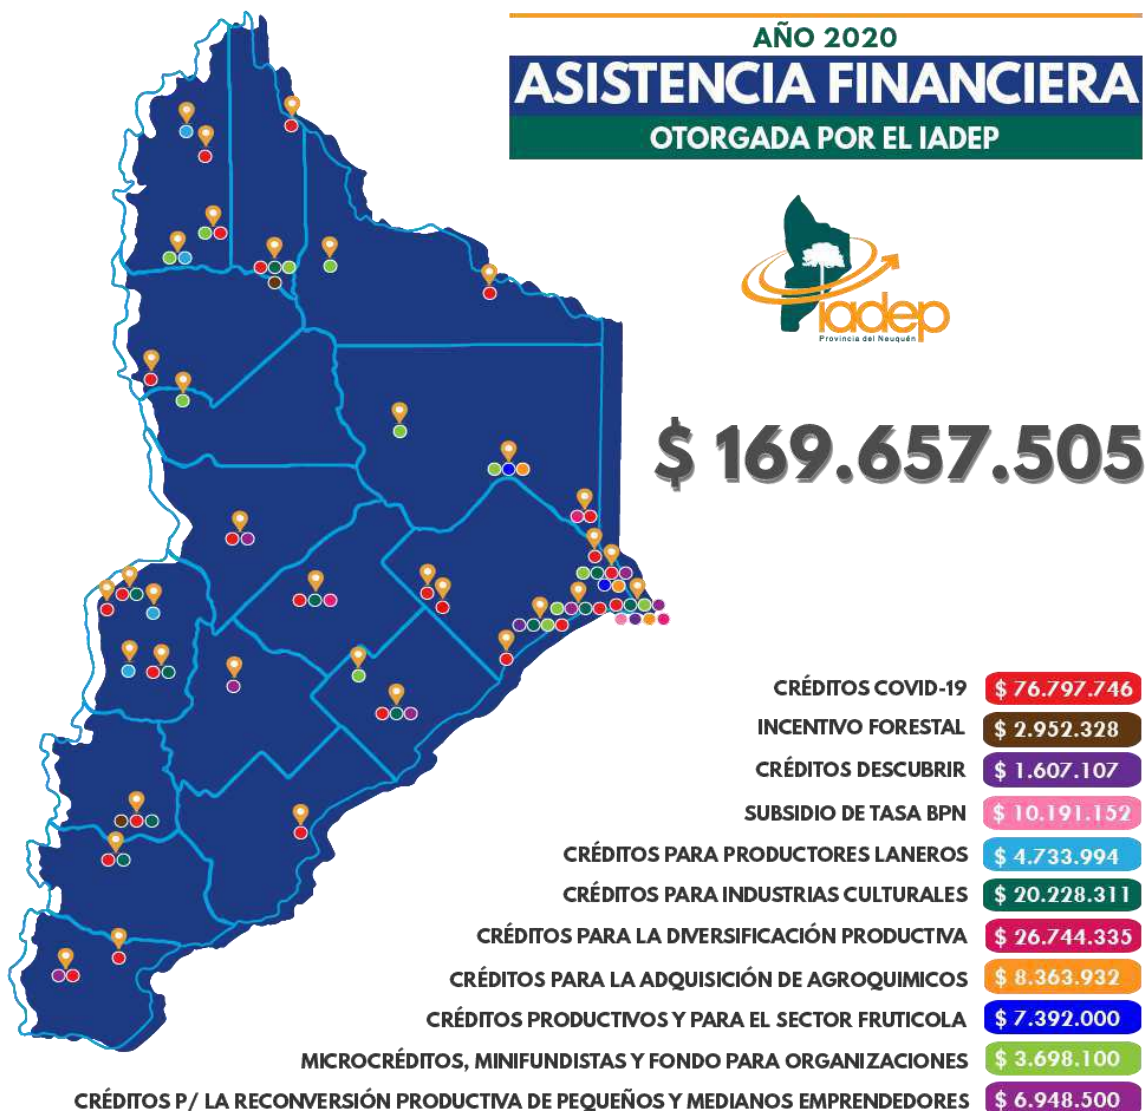 AÑO 2020
ASISTENCIA FINANCIERA
OTORGADA POR EL IADEP
iadep
Provincia del Neuquén
$ 169.657.505
CRÉDITOS COVID-19 $ 76.797.746
INCENTIVO FORESTAL $ 2.952.328
CRÉDITOS DESCUBRIR $ 1.607.107
SUBSIDIO DE TASA BPN $ 10.191.152
CRÉDITOS PARA PRODUCTORES LANEROS $ 4.733.994
CRÉDITOS PARA INDUSTRIAS CULTURALES $ 20.228.311
CRÉDITOS PARA LA DIVERSIFICACIÓN PRODUCTIVA $ 26.744.335
CRÉDITOS PARA LA ADQUISICIÓN DE AGROQUIMICOS $ 8.363.932
CRÉDITOS PRODUCTIVOS Y PARA EL SECTOR FRUTICOLA $ 7.392.000
MICROCRÉDITOS, MINIFUNDISTAS Y FONDO PARA ORGANIZACIONES $ 3.698.100
CRÉDITOS P/ LA RECONVERSIÓN PRODUCTIVA DE PEQUEÑOS Y MEDIANOS EMPRENDEDORES $ 6.948.500